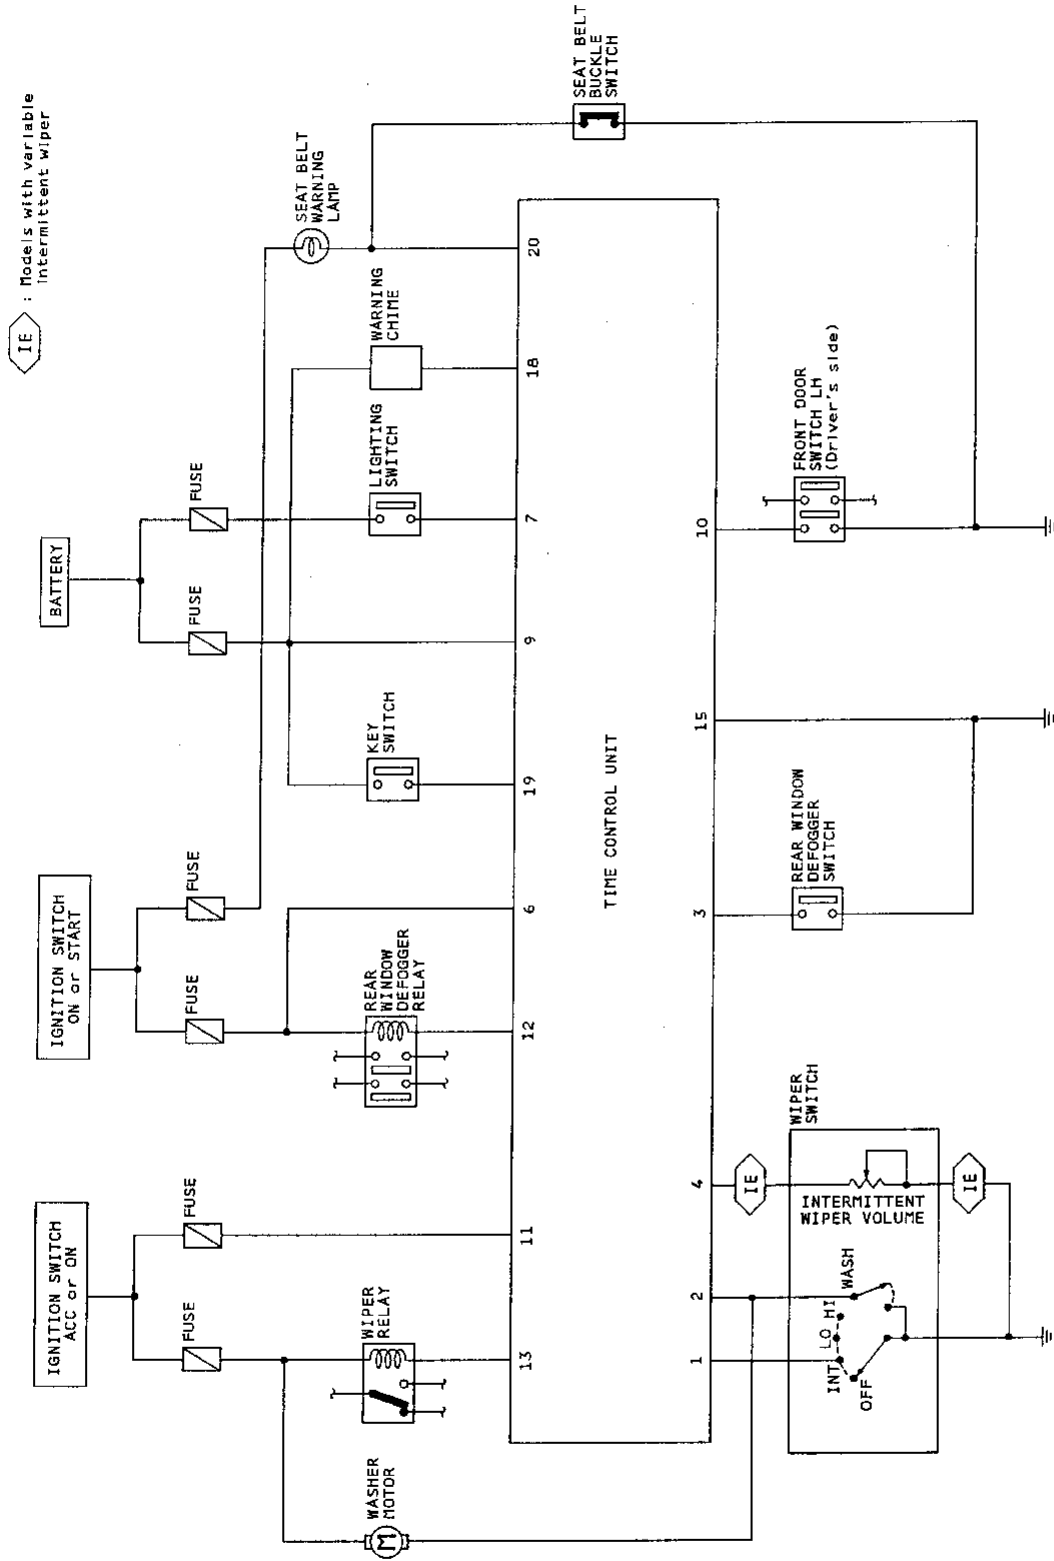 IE : Models with variable
intermittent wiper
IGNITION SWITCH
ACC or ON
IGNITION SWITCH
ON or START
BATTERY
FUSE
FUSE
FUSE
FUSE
FUSE
FUSE
WASHER
MOTOR
M
WIPER
RELAY
REAR
WINDOW
DEFOGGER
RELAY
KEY
SWITCH
LIGHTING
SWITCH
WARNING
CHIME
SEAT BELT
WARNING
LAMP
SEAT BELT
BUCKLE
SWITCH
13
11
12
6
19
9
7
18
20
TIME CONTROL UNIT
1
2
4
3
15
10
IE
WIPER
SWITCH
INT
LO
HI
OFF
WASH
INTERMITTENT
WIPER VOLUME
IE
REAR WINDOW
DEFOGGER
SWITCH
FRONT DOOR
SWITCH LH
(Driver's side)